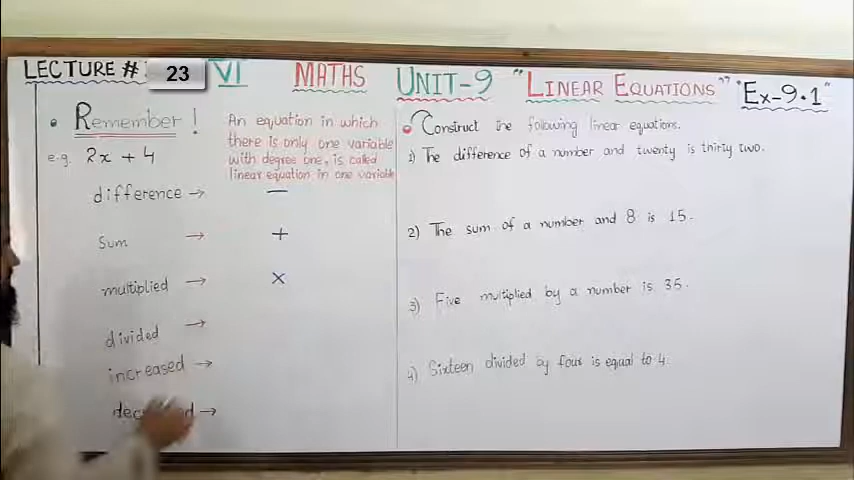 LECTURE # 23 VI MATHS UNIT-9 "LINEAR EQUATIONS" "Ex-9.1"
• Remember!
e.g. 2x + 4
An equation in which
there is only one variable
with degree one, is called
linear equation in one variable
difference → −
sum → +
multiplied → ×
divided →
increased →
→
• Construct the following linear equations.
1) The difference of a number and twenty is thirty two.
2) The sum of a number and 8 is 15.
3) Five multiplied by a number is 35.
4) Sixteen divided by four is equal to 4.